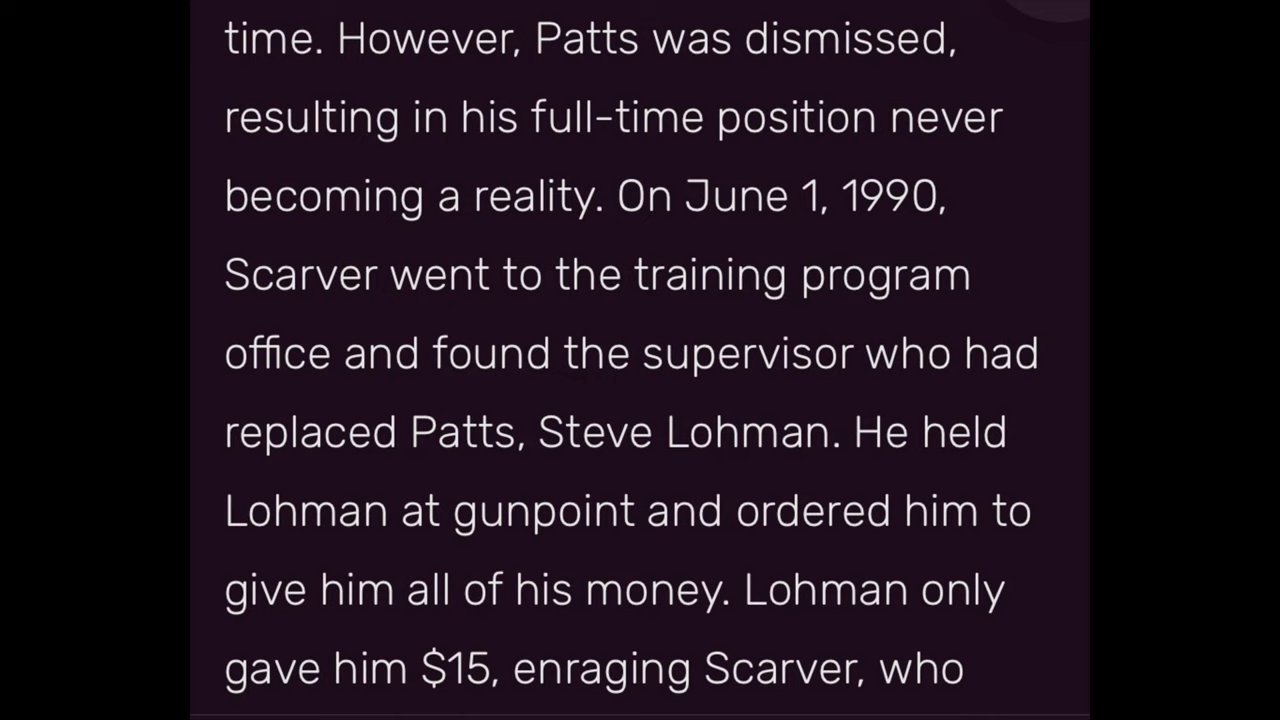 time. However, Patts was dismissed,
resulting in his full-time position never
becoming a reality. On June 1, 1990,
Scarver went to the training program
office and found the supervisor who had
replaced Patts, Steve Lohman. He held
Lohman at gunpoint and ordered him to
give him all of his money. Lohman only
gave him $15, enraging Scarver, who